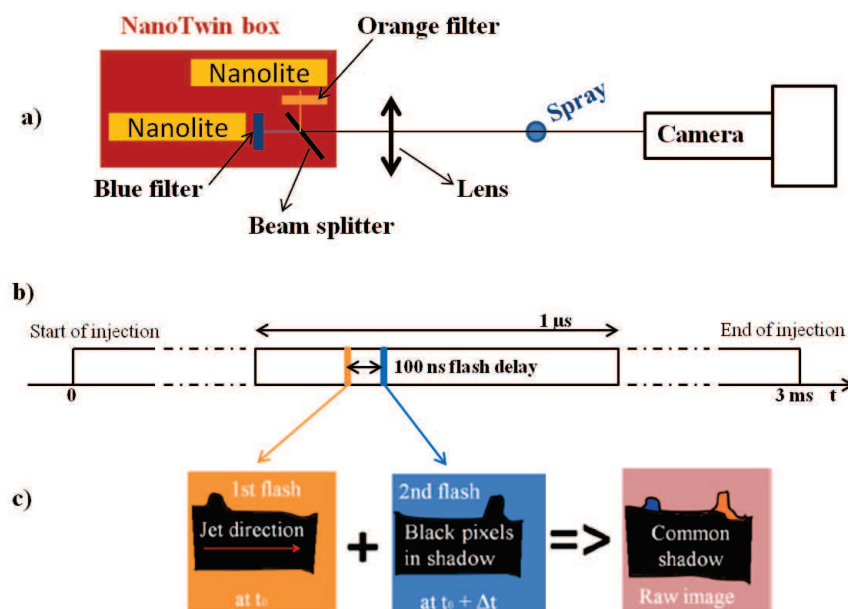 NanoTwin box
Orange filter
Nanolite
a)
Nanolite
Spray
Camera
Blue filter
Lens
Beam splitter
b)
1 µs
Start of injection
End of injection
100 ns flash delay
0
3 ms t
c)
1st flash
Jet direction
at t₀
+
2nd flash
Black pixels
in shadow
at t₀ + Δt
=>
Common
shadow
Raw image